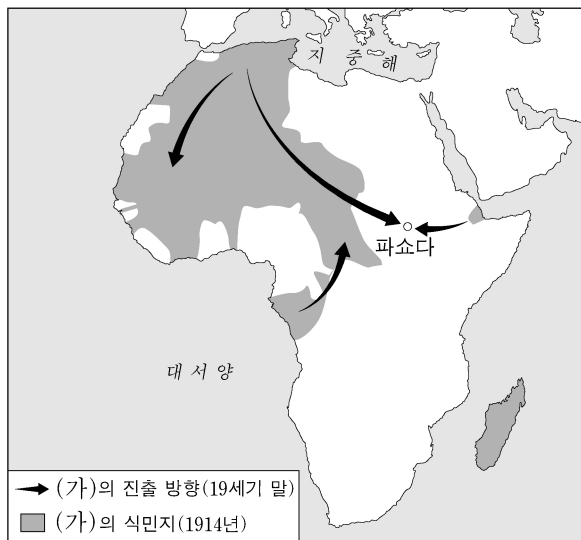 지 중 해
파쇼다
대 서 양
(가)의 진출 방향(19세기 말)
(가)의 식민지(1914년)